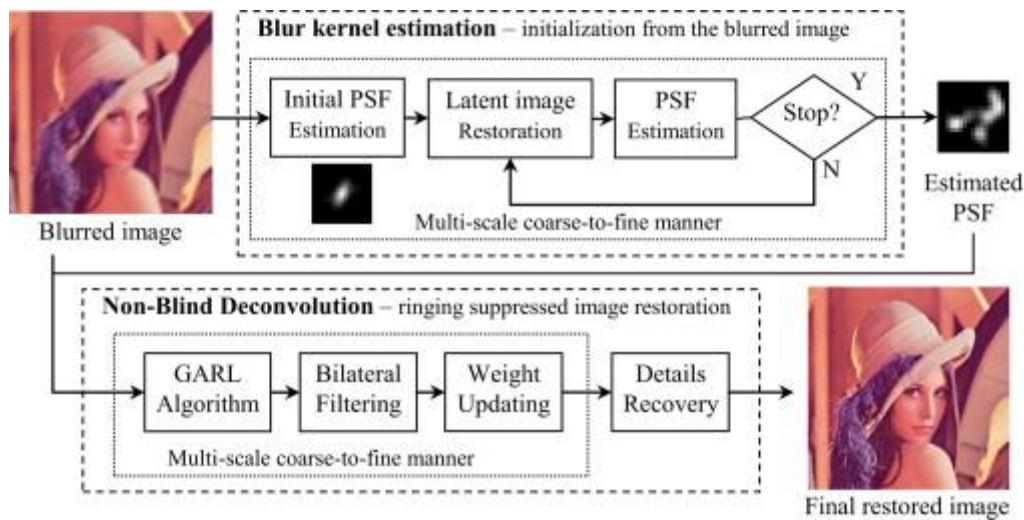 Blur kernel estimation – initialization from the blurred image
Initial PSF
Estimation
Latent image
Restoration
PSF
Estimation
Stop?
Y
N
Multi-scale coarse-to-fine manner
Estimated
PSF
Blurred image
Non-Blind Deconvolution – ringing suppressed image restoration
GARL
Algorithm
Bilateral
Filtering
Weight
Updating
Details
Recovery
Multi-scale coarse-to-fine manner
Final restored image